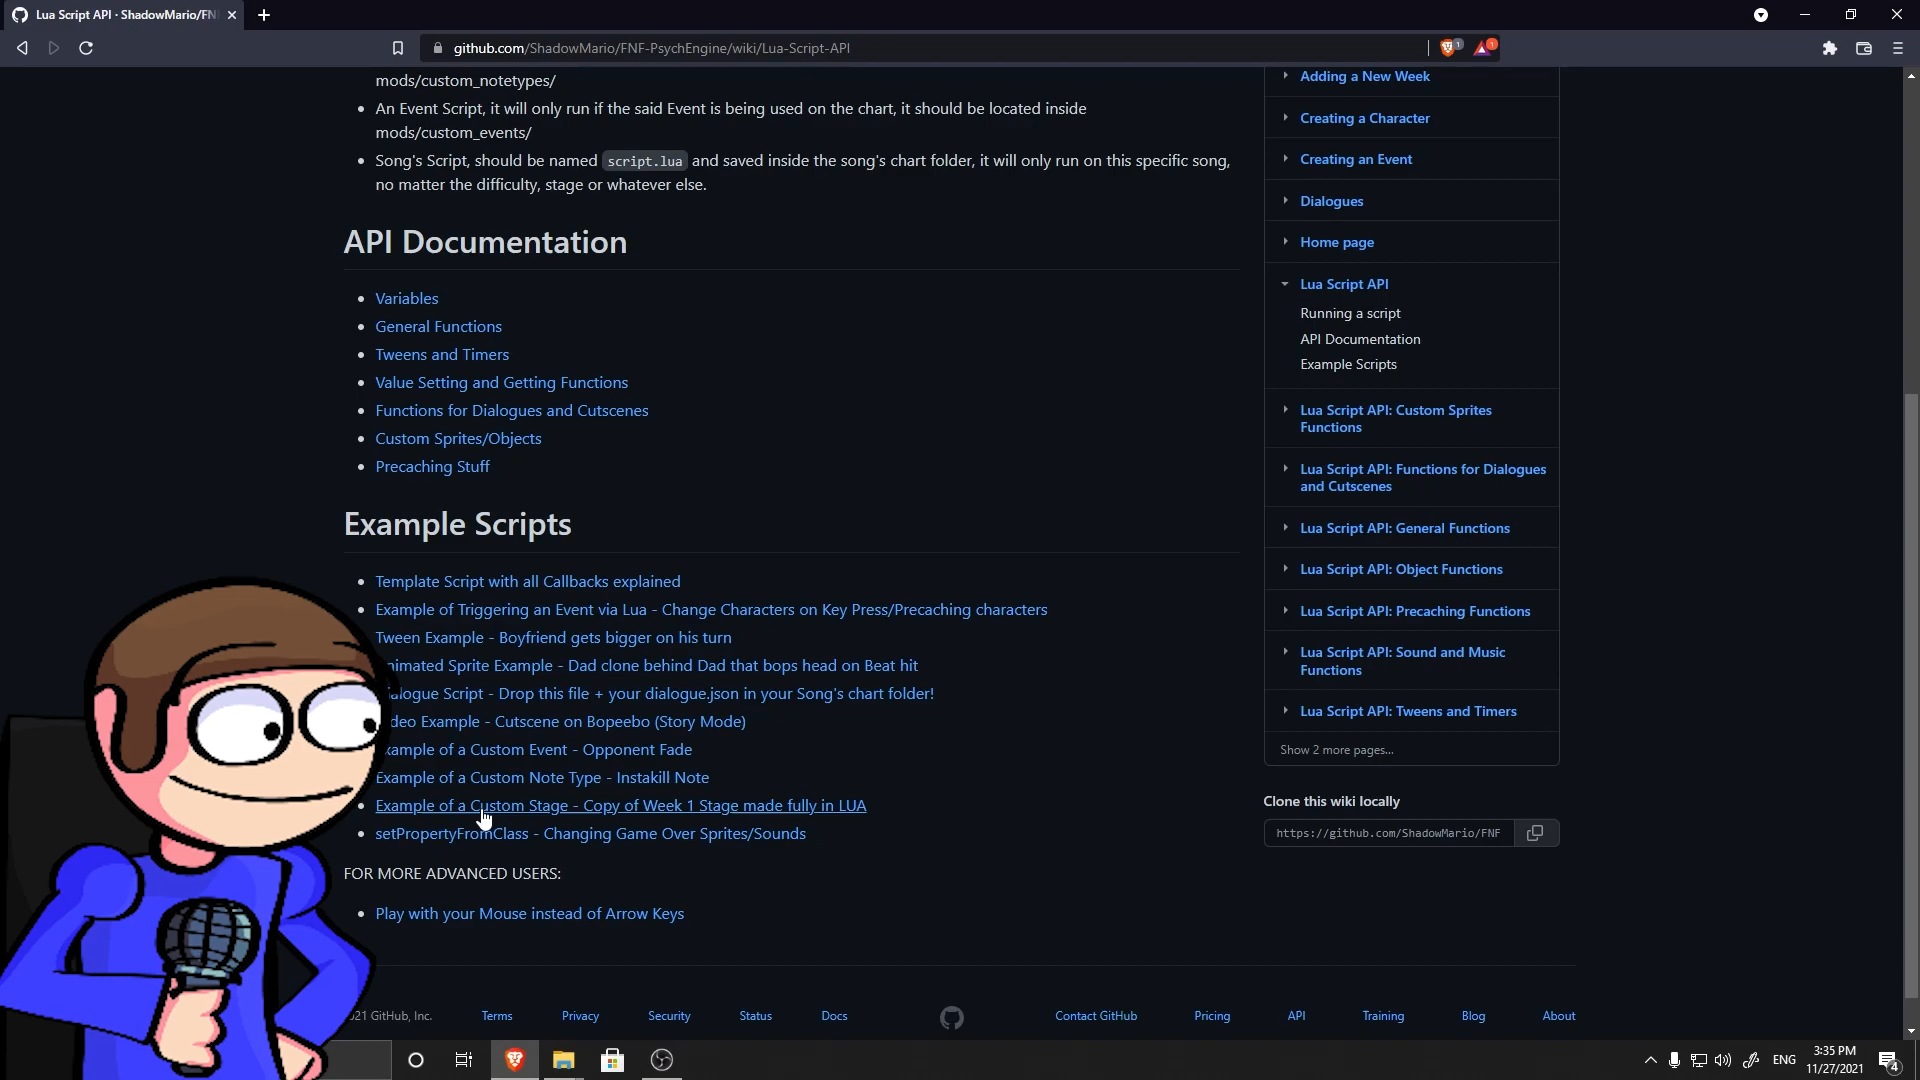 Lua Script API · ShadowMario/FN
github.com/ShadowMario/FNF-PsychEngine/wiki/Lua-Script-API
1
1
mods/custom_notetypes/
An Event Script, it will only run if the said Event is being used on the chart, it should be located inside
mods/custom_events/
Song's Script, should be named script.lua and saved inside the song's chart folder, it will only run on this specific song,
no matter the difficulty, stage or whatever else.
API Documentation
Variables
General Functions
Tweens and Timers
Value Setting and Getting Functions
Functions for Dialogues and Cutscenes
Custom Sprites/Objects
Precaching Stuff
Example Scripts
Template Script with all Callbacks explained
Example of Triggering an Event via Lua - Change Characters on Key Press/Precaching characters
Tween Example - Boyfriend gets bigger on his turn
nimated Sprite Example - Dad clone behind Dad that bops head on Beat hit
alogue Script - Drop this file + your dialogue.json in your Song's chart folder!
deo Example - Cutscene on Bopeebo (Story Mode)
xample of a Custom Event - Opponent Fade
Example of a Custom Note Type - Instakill Note
Example of a Custom Stage - Copy of Week 1 Stage made fully in LUA
setPropertyFromClass - Changing Game Over Sprites/Sounds
FOR MORE ADVANCED USERS:
Play with your Mouse instead of Arrow Keys
Adding a New Week
Creating a Character
Creating an Event
Dialogues
Home page
Lua Script API
Running a script
API Documentation
Example Scripts
Lua Script API: Custom Sprites
Functions
Lua Script API: Functions for Dialogues
and Cutscenes
Lua Script API: General Functions
Lua Script API: Object Functions
Lua Script API: Precaching Functions
Lua Script API: Sound and Music
Functions
Lua Script API: Tweens and Timers
Show 2 more pages...
Clone this wiki locally
https://github.com/ShadowMario/FNF
21 GitHub, Inc.
Terms
Privacy
Security
Status
Docs
Contact GitHub
Pricing
API
Training
Blog
About
ENG
3:35 PM
11/27/2021
4